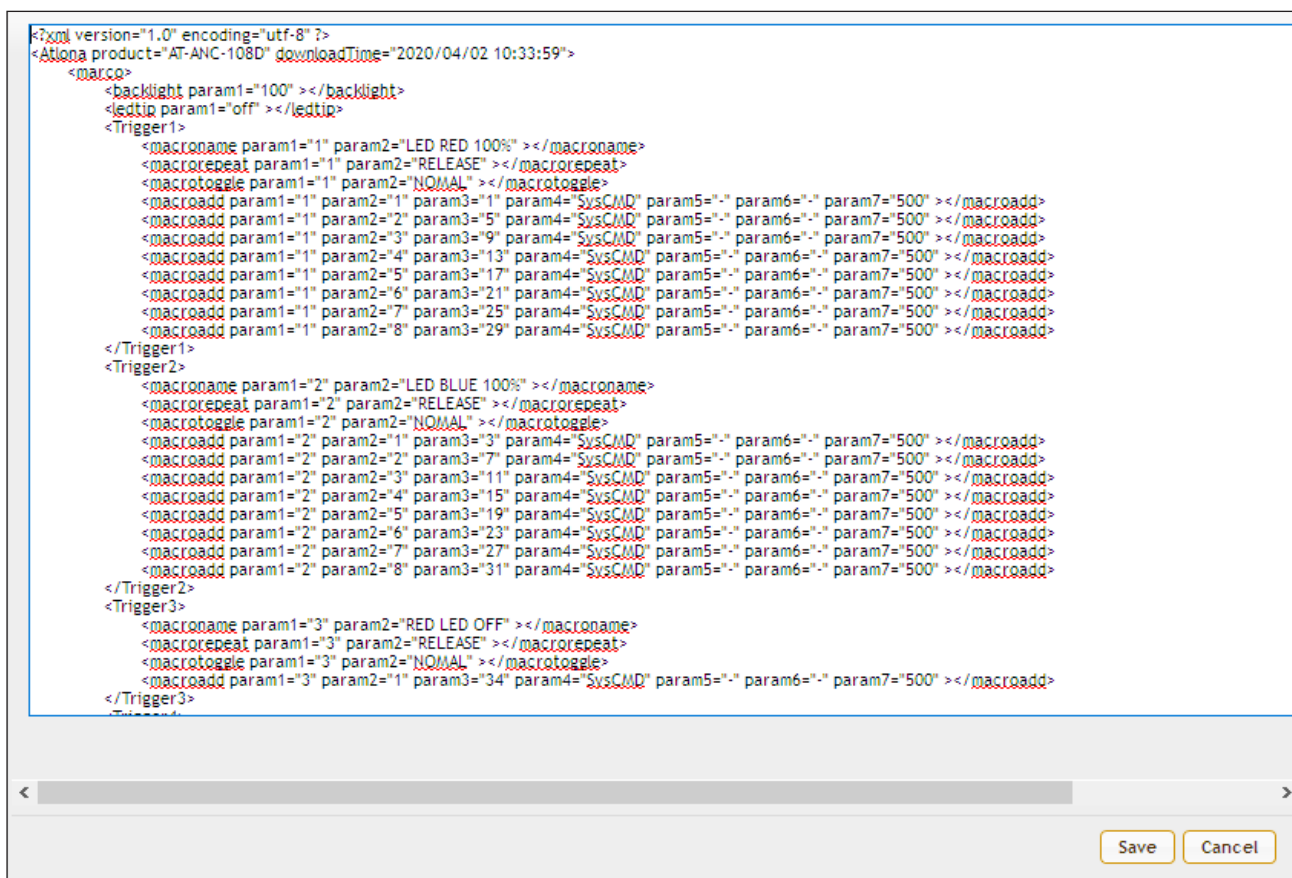 <?xml version="1.0" encoding="utf-8" ?>
<Atlona product="AT-ANC-108D" downloadTime="2020/04/02 10:33:59">
<marco>
<backlight param1="100" ></backlight>
<ledtip param1="off" ></ledtip>
<Trigger1>
<macroname param1="1" param2="LED RED 100%" ></macroname>
<macrorepeat param1="1" param2="RELEASE" ></macrorepeat>
<macrotoggle param1="1" param2="NOMAL" ></macrotoggle>
<macroadd param1="1" param2="1" param3="1" param4="SysCMD" param5="-" param6="-" param7="500" ></macroadd>
<macroadd param1="1" param2="2" param3="5" param4="SysCMD" param5="-" param6="-" param7="500" ></macroadd>
<macroadd param1="1" param2="3" param3="9" param4="SysCMD" param5="-" param6="-" param7="500" ></macroadd>
<macroadd param1="1" param2="4" param3="13" param4="SysCMD" param5="-" param6="-" param7="500" ></macroadd>
<macroadd param1="1" param2="5" param3="17" param4="SysCMD" param5="-" param6="-" param7="500" ></macroadd>
<macroadd param1="1" param2="6" param3="21" param4="SysCMD" param5="-" param6="-" param7="500" ></macroadd>
<macroadd param1="1" param2="7" param3="25" param4="SysCMD" param5="-" param6="-" param7="500" ></macroadd>
<macroadd param1="1" param2="8" param3="29" param4="SysCMD" param5="-" param6="-" param7="500" ></macroadd>
</Trigger1>
<Trigger2>
<macroname param1="2" param2="LED BLUE 100%" ></macroname>
<macrorepeat param1="2" param2="RELEASE" ></macrorepeat>
<macrotoggle param1="2" param2="NOMAL" ></macrotoggle>
<macroadd param1="2" param2="1" param3="3" param4="SysCMD" param5="-" param6="-" param7="500" ></macroadd>
<macroadd param1="2" param2="2" param3="7" param4="SysCMD" param5="-" param6="-" param7="500" ></macroadd>
<macroadd param1="2" param2="3" param3="11" param4="SysCMD" param5="-" param6="-" param7="500" ></macroadd>
<macroadd param1="2" param2="4" param3="15" param4="SysCMD" param5="-" param6="-" param7="500" ></macroadd>
<macroadd param1="2" param2="5" param3="19" param4="SysCMD" param5="-" param6="-" param7="500" ></macroadd>
<macroadd param1="2" param2="6" param3="23" param4="SysCMD" param5="-" param6="-" param7="500" ></macroadd>
<macroadd param1="2" param2="7" param3="27" param4="SysCMD" param5="-" param6="-" param7="500" ></macroadd>
<macroadd param1="2" param2="8" param3="31" param4="SysCMD" param5="-" param6="-" param7="500" ></macroadd>
</Trigger2>
<Trigger3>
<macroname param1="3" param2="RED LED OFF" ></macroname>
<macrorepeat param1="3" param2="RELEASE" ></macrorepeat>
<macrotoggle param1="3" param2="NOMAL" ></macrotoggle>
<macroadd param1="3" param2="1" param3="34" param4="SysCMD" param5="-" param6="-" param7="500" ></macroadd>
</Trigger3>
Save Cancel